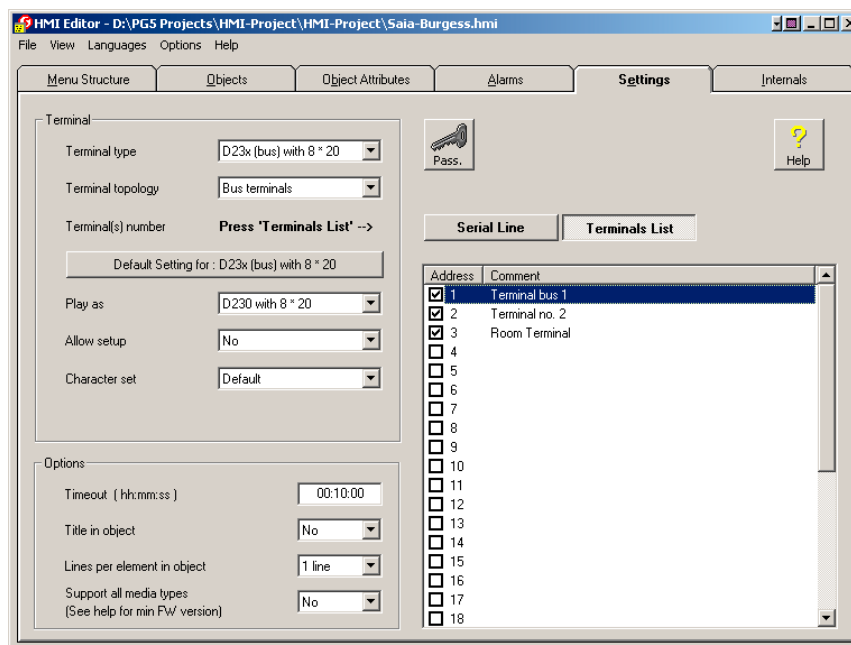 HMI Editor - D:\PG5 Projects\HMI-Project\HMI-Project\Saia-Burgess.hmi
File View Languages Options Help
Menu Structure Objects Object Attributes Alarms Settings Internals
Terminal
Terminal type D23x (bus) with 8 * 20
Terminal topology Bus terminals
Terminal(s) number Press 'Terminals List' -->
Default Setting for : D23x (bus) with 8 * 20
Play as D230 with 8 * 20
Allow setup No
Character set Default
Options
Timeout ( hh:mm:ss ) 00:10:00
Title in object No
Lines per element in object 1 line
Support all media types
(See help for min FW version) No
Pass.
? Help
Serial Line Terminals List
Address Comment
1 Terminal bus 1
2 Terminal no. 2
3 Room Terminal
4
5
6
7
8
9
10
11
12
13
14
15
16
17
18